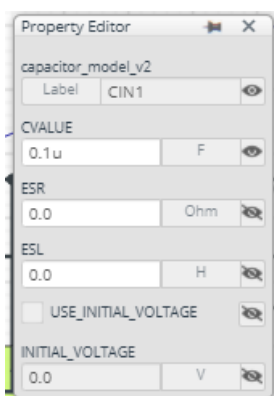 Property Editor
capacitor_model_v2
Label CIN1
CVALUE
0.1u F
ESR
0.0 Ohm
ESL
0.0 H
USE_INITIAL_VOLTAGE
INITIAL_VOLTAGE
0.0 V